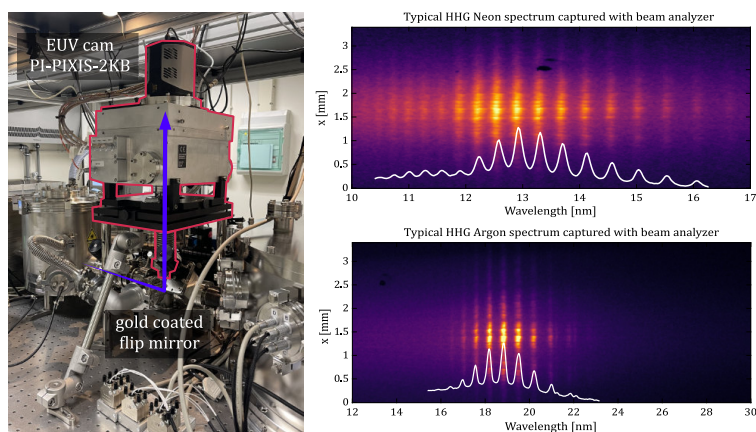 EUV cam
PI-PIXIS-2KB
gold coated
flip mirror
Typical HHG Neon spectrum captured with beam analyzer
x [mm]
3
2.5
2
1.5
1
0.5
0
10 11 12 13 14 15 16 17
Wavelength [nm]
Typical HHG Argon spectrum captured with beam analyzer
x [mm]
3
2.5
2
1.5
1
0.5
0
12 14 16 18 20 22 24 26 28 30
Wavelength [nm]